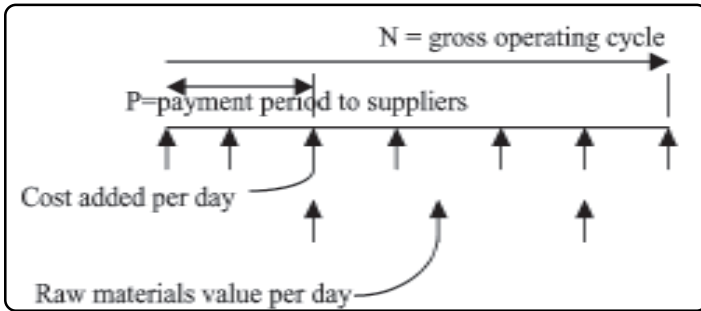 N = gross operating cycle
P=payment period to suppliers
Cost added per day
Raw materials value per day